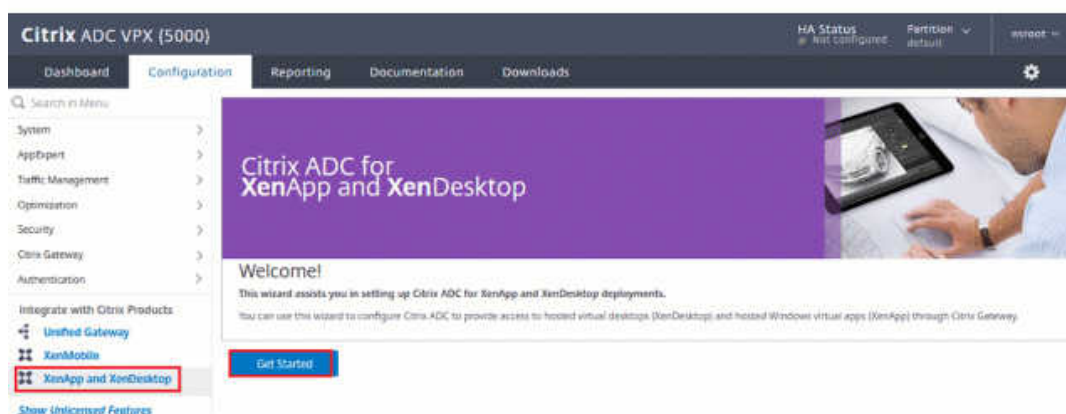 Citrix ADC VPX (5000)
HA Status
Not configured
Partition
default
nsroot
Dashboard
Configuration
Reporting
Documentation
Downloads
Search in Menu
System
AppExpert
Traffic Management
Optimization
Security
Citrix Gateway
Authentication
Integrate with Citrix Products
Unified Gateway
XenMobile
XenApp and XenDesktop
Show Unlicensed Features
Citrix ADC for
XenApp and XenDesktop
Welcome!
This wizard assists you in setting up Citrix ADC for XenApp and XenDesktop deployments.
You can use this wizard to configure Citrix ADC to provide access to hosted virtual desktops (XenDesktop) and hosted Windows virtual apps (XenApp) through Citrix Gateway.
Get Started